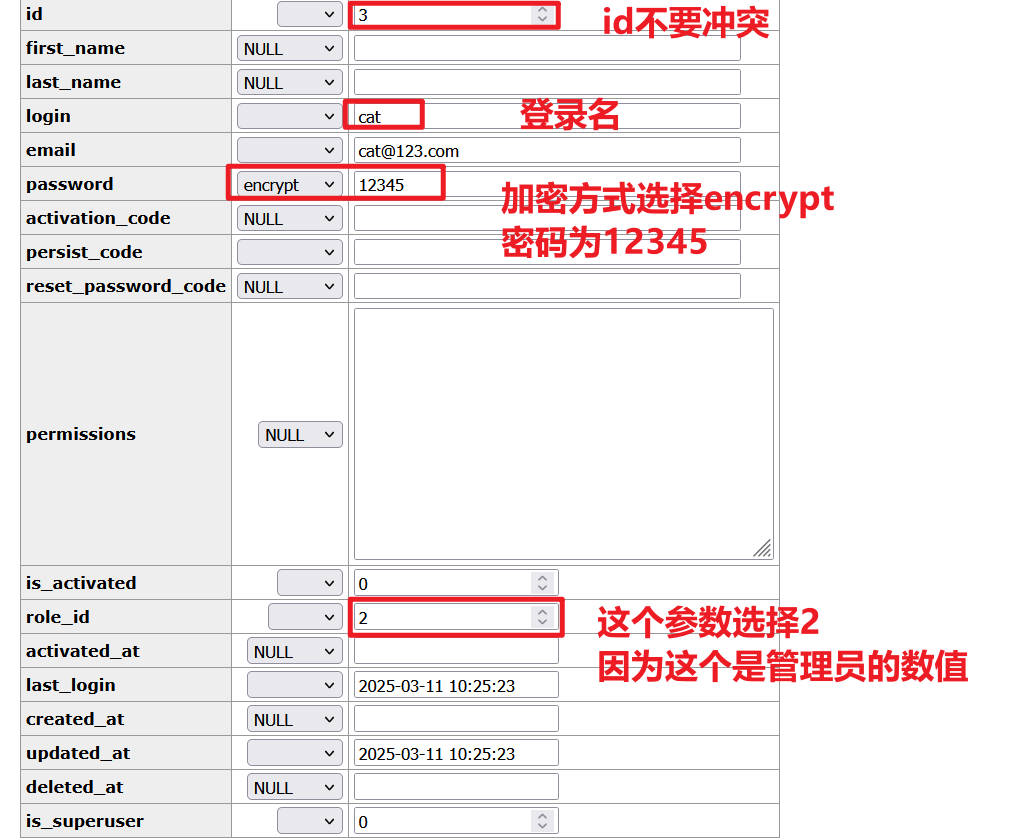 id 3 id不要冲突
first_name NULL
last_name NULL
login cat 登录名
email cat@123.com
password encrypt 12345
加密方式选择encrypt
activation_code NULL
密码为12345
persist_code
reset_password_code NULL
permissions NULL
is_activated 0
role_id 2 这个参数选择2
activated_at NULL
因为这个是管理员的数值
last_login 2025-03-11 10:25:23
created_at NULL
updated_at 2025-03-11 10:25:23
deleted_at NULL
is_superuser 0